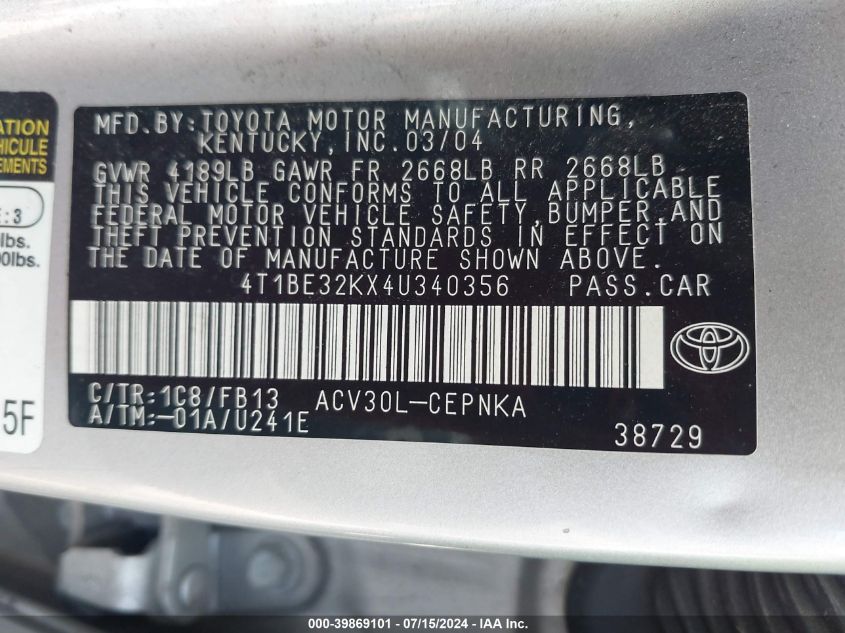 MFD. BY: TOYOTA MOTOR MANUFACTURING,
KENTUCKY, INC. 03/04
GVWR 4189LB GAWR FR 2668LB RR 2668LB
THIS VEHICLE CONFORMS TO ALL APPLICABLE
FEDERAL MOTOR VEHICLE SAFETY, BUMPER, AND
THEFT PREVENTION STANDARDS IN EFFECT ON
THE DATE OF MANUFACTURE SHOWN ABOVE.
4T1BE32KX4U340356 PASS. CAR
C/TR: 1C8/FB13 ACV30L-CEPNKA
A/TM: -01A/U241E
38729
ATION
HICULE
EMENTS
E: 3
lbs.
0lbs.
5F
000-39869101 - 07/15/2024 - IAA Inc.